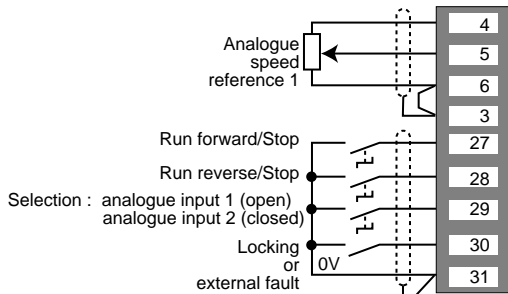 4
Analogue
speed
reference 1
5
6
3
Run forward/Stop
27
Run reverse/Stop
28
Selection : analogue input 1 (open)
analogue input 2 (closed)
29
Locking
or
external fault
0V
30
31